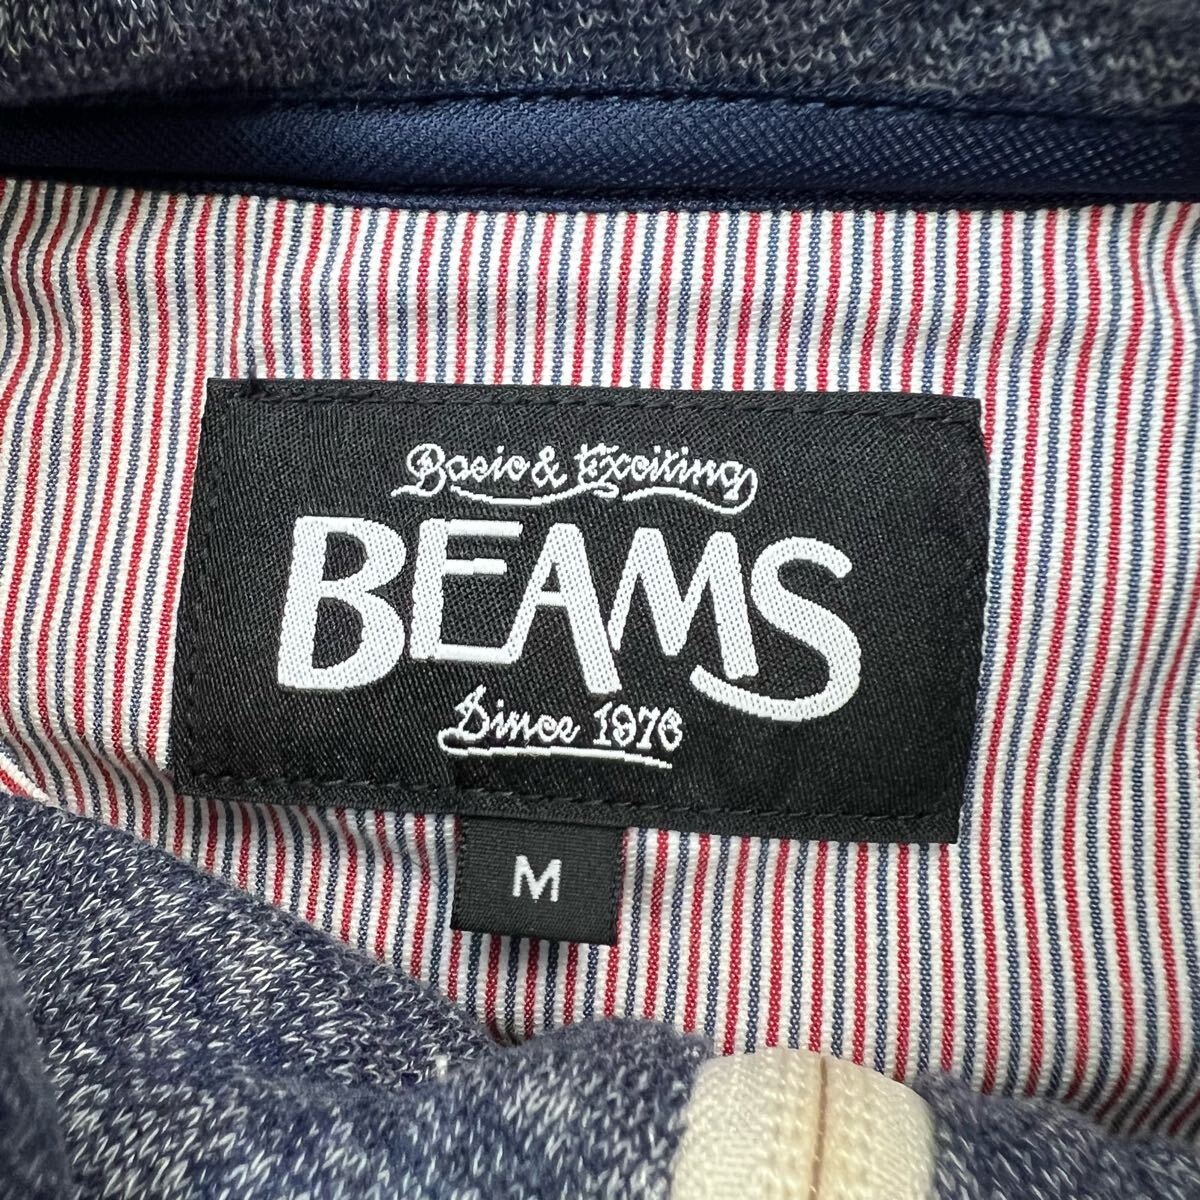 Basic & Exciting
BEAMS
Since 1976
M